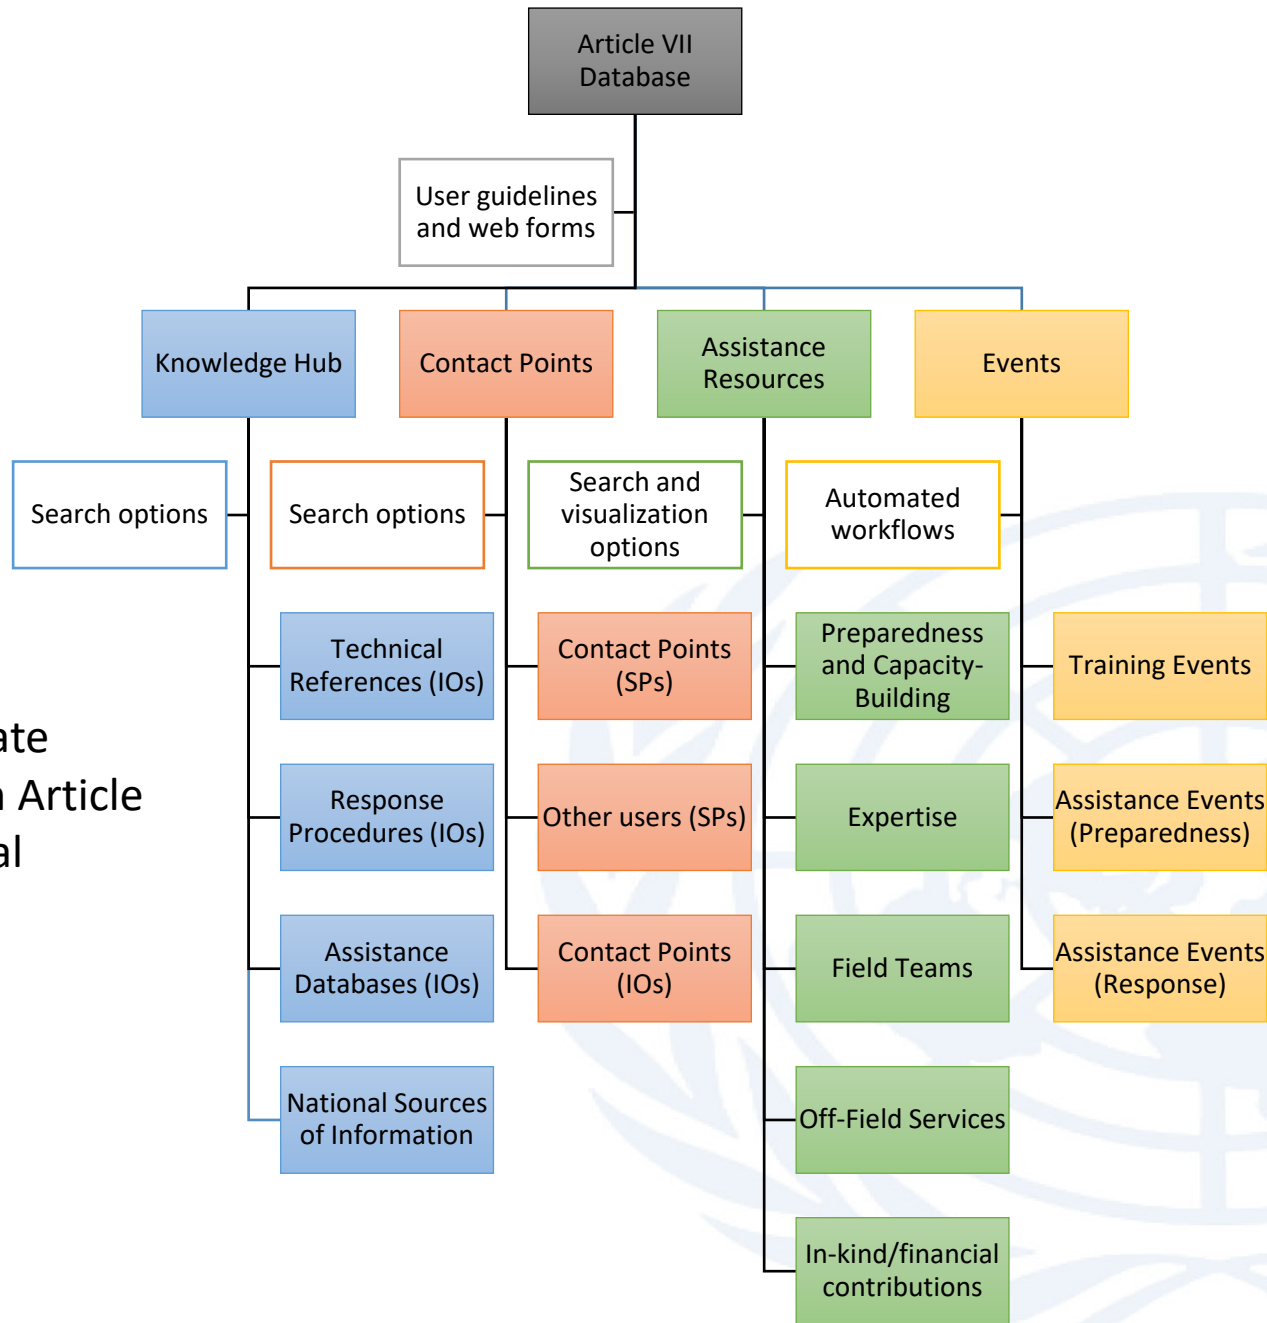 Article VII
Database
User guidelines
and web forms
Knowledge Hub
Contact Points
Assistance
Resources
Events
Search options
Search options
Search and
visualization
options
Automated
workflows
Technical
References (IOs)
Contact Points
(SPs)
Preparedness
and Capacity-
Building
Training Events
ate
n Article
al
Response
Procedures (IOs)
Other users (SPs)
Expertise
Assistance Events
(Preparedness)
Assistance
Databases (IOs)
Contact Points
(IOs)
Field Teams
Assistance Events
(Response)
National Sources
of Information
Off-Field Services
In-kind/financial
contributions